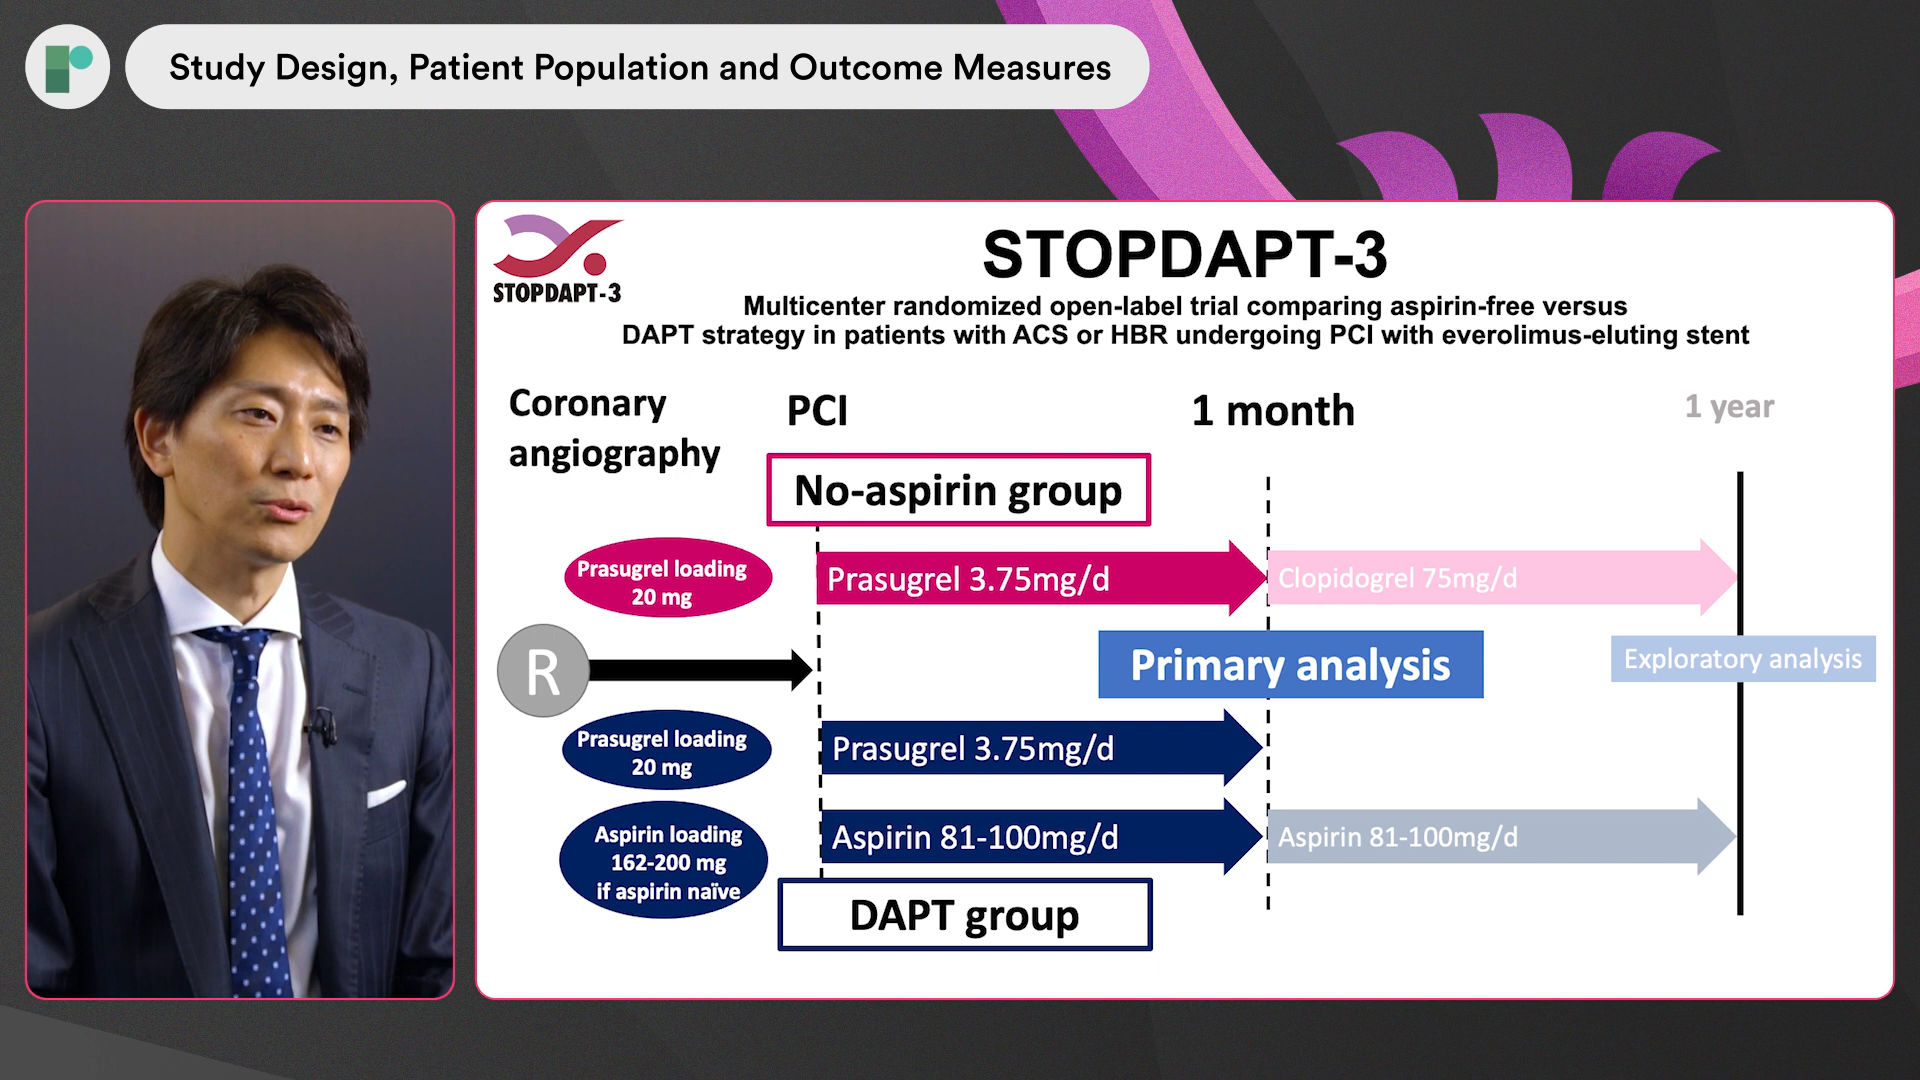 Study Design, Patient Population and Outcome Measures
STOPDAPT-3
STOPDAPT-3
Multicenter randomized open-label trial comparing aspirin-free versus
DAPT strategy in patients with ACS or HBR undergoing PCI with everolimus-eluting stent
Coronary
angiography
PCI
1 month
1 year
No-aspirin group
Prasugrel loading
20 mg
Prasugrel 3.75mg/d
Clopidogrel 75mg/d
R
Primary analysis
Exploratory analysis
Prasugrel loading
20 mg
Prasugrel 3.75mg/d
Aspirin loading
162-200 mg
if aspirin naïve
Aspirin 81-100mg/d
Aspirin 81-100mg/d
DAPT group